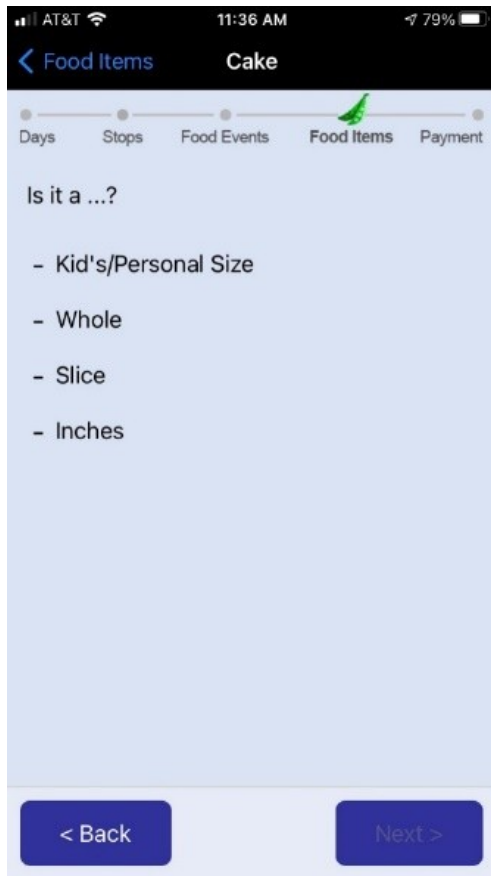 AT&T 11:36 AM 79%
Food Items Cake
Days Stops Food Events Food Items Payment
Is it a ...?
- Kid's/Personal Size
- Whole
- Slice
- Inches
< Back Next >